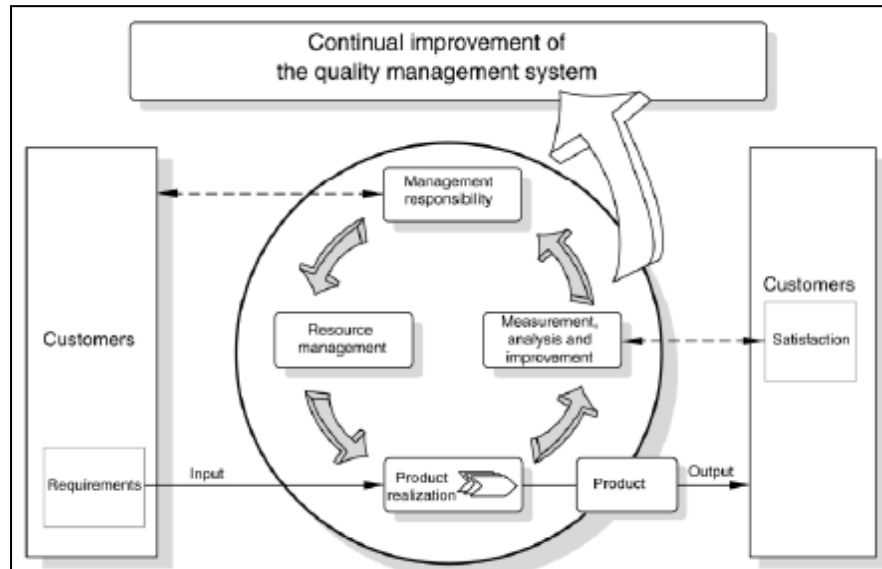 Continual improvement of
the quality management system
Management
responsibility
Customers
Resource
management
Measurement,
analysis and
improvement
Customers
Satisfaction
Requirements
Input
Product
realization
Product
Output